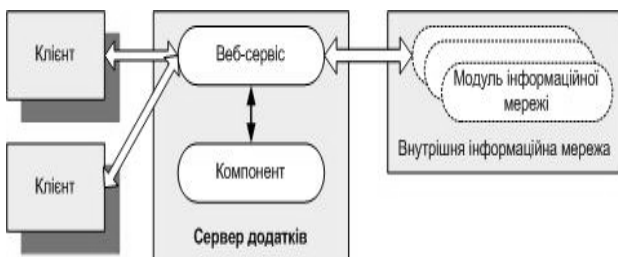 Клієнт
Клієнт
Веб-сервіс
Компонент
Сервер додатків
Модуль інформаційної
мережі
Внутрішня інформаційна мережа